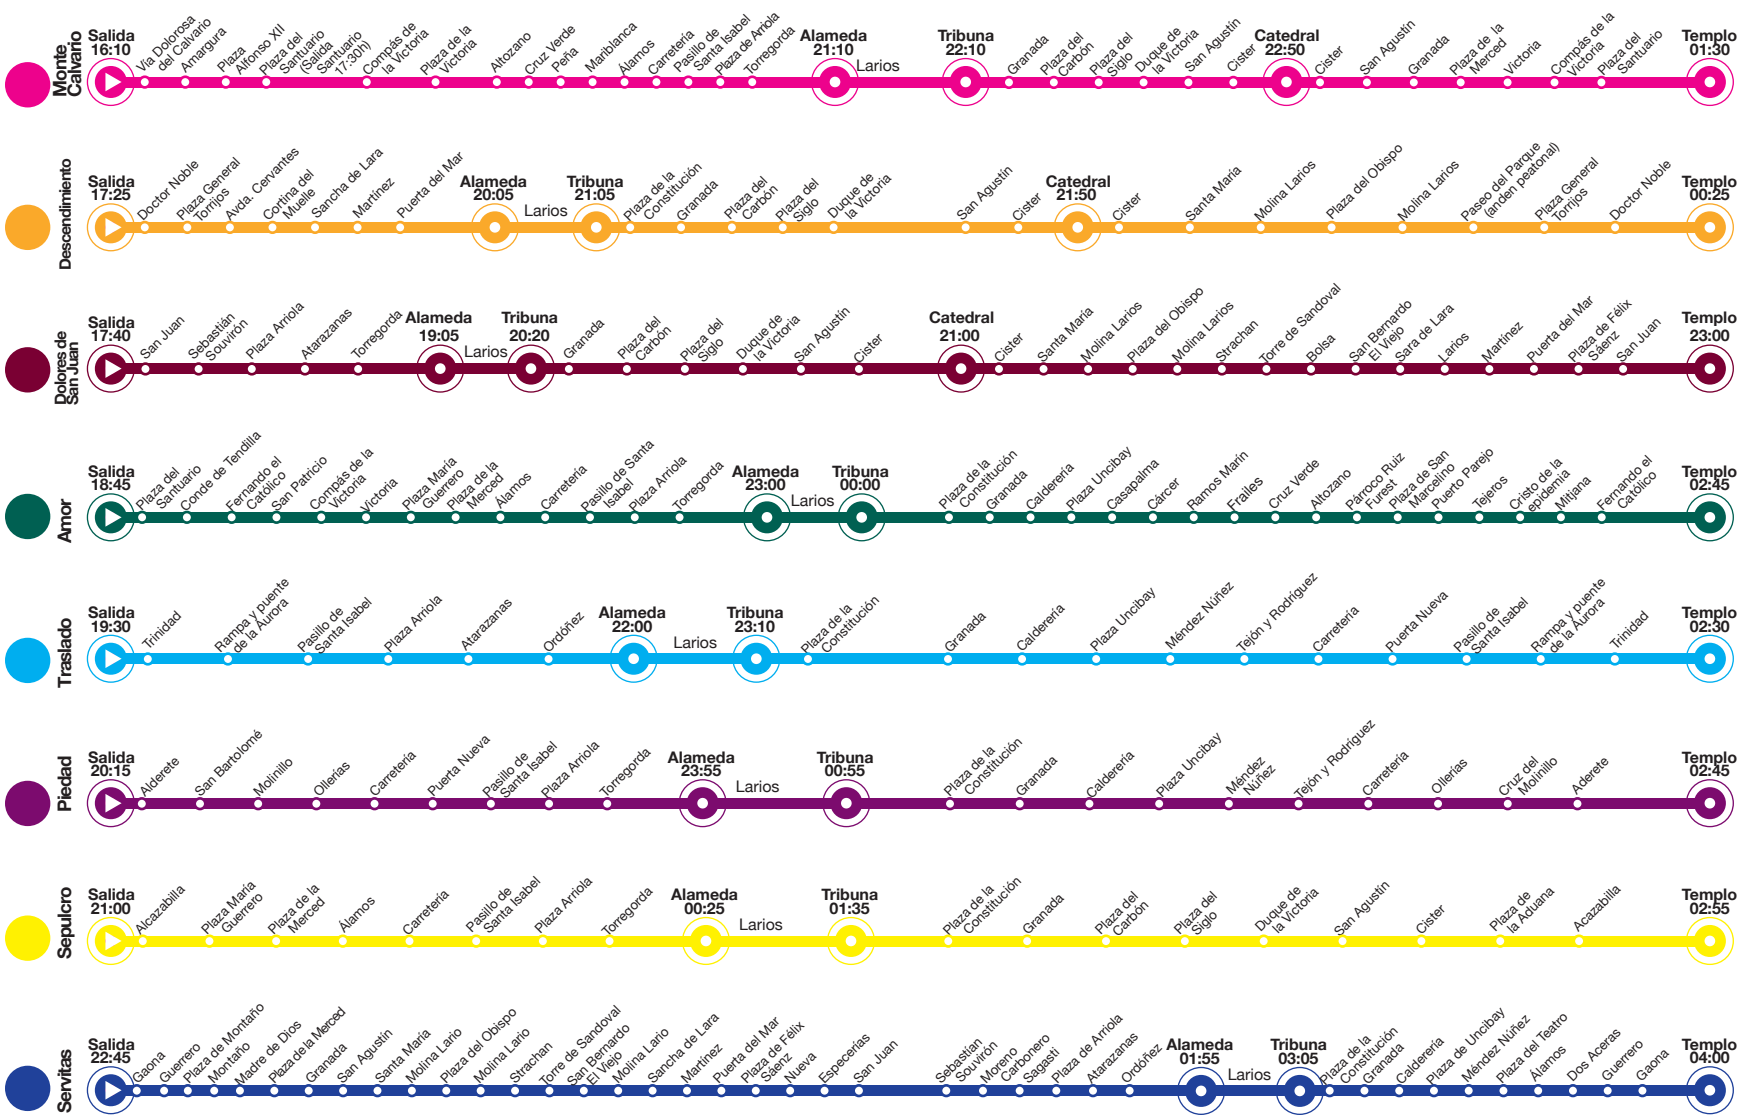 Monte
Calvario
Salida
16:10
Vía Dolorosa
del Calvario
Amargura
Plaza
Alfonso XII
Plaza del
Santuario
(Salida
Santuario
17:30h)
Compás de
la Victoria
Plaza de la
Victoria
Altozano
Cruz Verde
Peña
Mariblanca
Álamos
Carretería
Pasillo de
Santa Isabel
Plaza de Arriola
Torregorda
Alameda
21:10
Larios
Tribuna
22:10
Granada
Plaza del
Carbón
Plaza del
Siglo
Duque de
la Victoria
San Agustín
Cister
Catedral
22:50
Cister
San Agustín
Granada
Plaza de la
Merced
Victoria
Compás de la
Victoria
Plaza del
Santuario
Templo
01:30
Descendimiento
Salida
17:25
Doctor Noble
Plaza General
Torrijos
Avda. Cervantes
Cortina del
Muelle
Sancha de Lara
Martínez
Puerta del Mar
Alameda
20:05
Larios
Tribuna
21:05
Plaza de la
Constitución
Granada
Plaza del
Carbón
Plaza del
Siglo
Duque de
la Victoria
San Agustín
Cister
Catedral
21:50
Cister
Santa María
Molina Larios
Plaza del Obispo
Molina Larios
Paseo del Parque
(anden peatonal)
Plaza General
Torrijos
Doctor Noble
Templo
00:25
Dolores de
San Juan
Salida
17:40
San Juan
Sebastián
Souvirón
Plaza Arriola
Atarazanas
Torregorda
Alameda
19:05
Larios
Tribuna
20:20
Granada
Plaza del
Carbón
Plaza del
Siglo
Duque de
la Victoria
San Agustín
Cister
Catedral
21:00
Cister
Santa María
Molina Larios
Plaza del Obispo
Molina Larios
Strachan
Torre de Sandoval
Bolsa
San Bernardo
El Viejo
Sara de Lara
Larios
Martínez
Puerta del Mar
Plaza de Félix
Sáenz
San Juan
Templo
23:00
Amor
Salida
18:45
Plaza del
Santuario
Conde de Tendilla
Fernando el
Católico
San Patricio
Compás de la
Victoria
Victoria
Plaza María
Guerrero
Plaza de la
Merced
Álamos
Carretería
Pasillo de Santa
Isabel
Plaza Arriola
Torregorda
Alameda
23:00
Larios
Tribuna
00:00
Plaza de la
Constitución
Granada
Calderería
Plaza Uncibay
Casapalma
Cárcer
Ramos Marín
Frailes
Cruz Verde
Altozano
Párroco Ruiz
Furest
Plaza de San
Marcelino
Puerto Parejo
Tejeros
Cristo de la
epidemia
Mitjana
Fernando el
Católico
Templo
02:45
Traslado
Salida
19:30
Trinidad
Rampa y puente
de la Aurora
Pasillo de
Santa Isabel
Plaza Arriola
Atarazanas
Ordóñez
Alameda
22:00
Larios
Tribuna
23:10
Plaza de la
Constitución
Granada
Calderería
Plaza Uncibay
Méndez Núñez
Tejón y Rodríguez
Carretería
Puerta Nueva
Pasillo de
Santa Isabel
Rampa y puente
de la Aurora
Trinidad
Templo
02:30
Piedad
Salida
20:15
Alderete
San Bartolomé
Molinillo
Ollerías
Carretería
Puerta Nueva
Pasillo de
Santa Isabel
Plaza Arriola
Torregorda
Alameda
23:55
Larios
Tribuna
00:55
Plaza de la
Constitución
Granada
Calderería
Plaza Uncibay
Méndez
Núñez
Tejón y Rodríguez
Carretería
Ollerías
Cruz del
Molinillo
Aderete
Templo
02:45
Sepulcro
Salida
21:00
Alcazabilla
Plaza María
Guerrero
Plaza de la
Merced
Álamos
Carretería
Pasillo de
Santa Isabel
Plaza Arriola
Torregorda
Alameda
00:25
Larios
Tribuna
01:35
Plaza de la
Constitución
Granada
Plaza del
Carbón
Plaza del
Siglo
Duque de
la Victoria
San Agustín
Cister
Plaza de
la Aduana
Acazabilla
Templo
02:55
Servitas
Salida
22:45
Gaona
Guerrero
Plaza de Montaño
Montaño
Madre de Dios
Plaza de la Merced
Granada
San Agustín
Santa María
Molina Lario
Plaza del Obispo
Molina Lario
Strachan
Torre de Sandoval
San Bernardo
El Viejo
Molina Lario
Sancha de Lara
Martínez
Puerta del Mar
Plaza de Félix
Sáenz
Nueva
Especerías
San Juan
Sebastián
Souvirón
Moreno
Carbonero
Sagasti
Plaza de Arriola
Atarazanas
Ordóñez
Alameda
01:55
Larios
Tribuna
03:05
Plaza de la
Constitución
Granada
Calderería
Plaza de Uncibay
Méndez Núñez
Plaza del Teatro
Álamos
Dos Aceras
Guerrero
Gaona
Templo
04:00